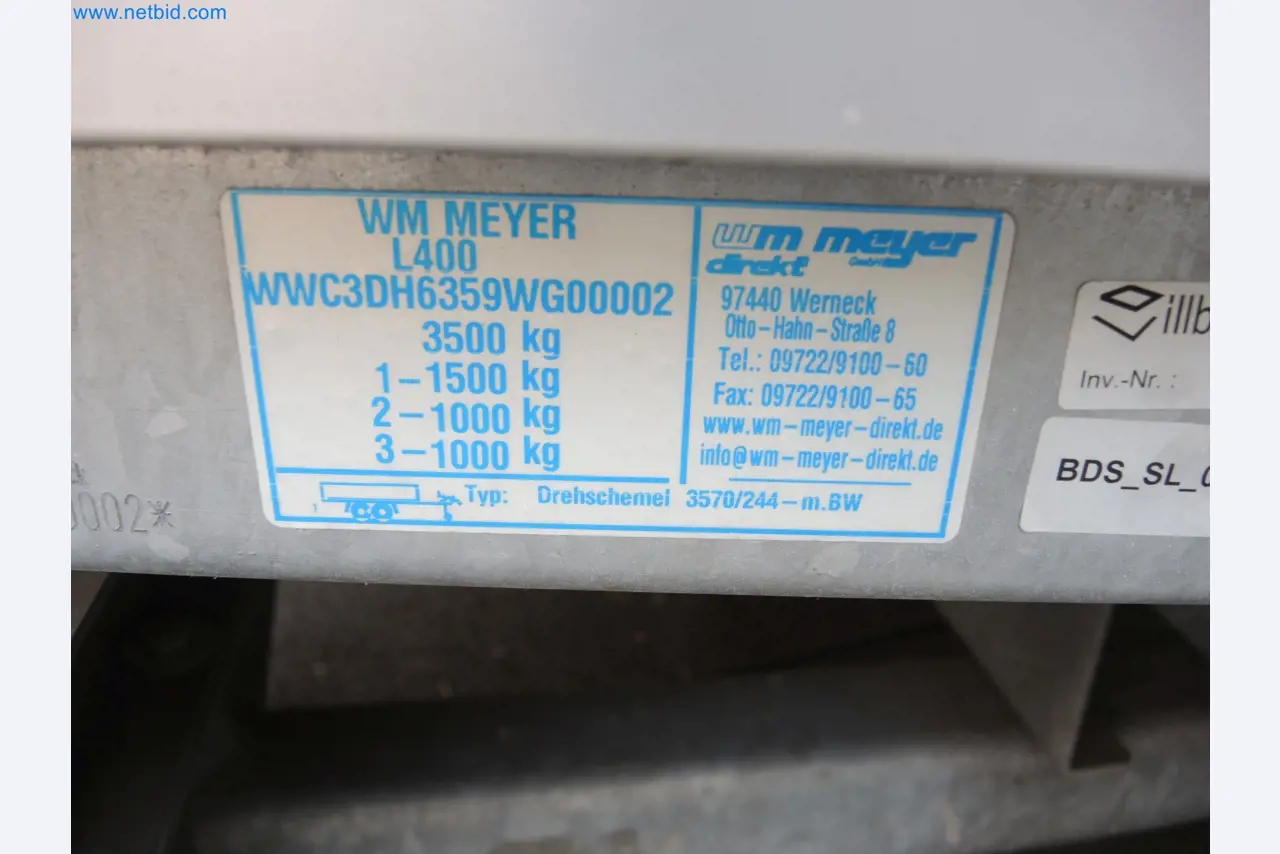 www.netbid.com
WM MEYER
L400
WWC3DH6359WG00002
3500 kg
1-1500 kg
2-1000 kg
3-1000 kg
wm meyer
direkt GmbH
97440 Werneck
Otto-Hahn-Straße 8
Tel.: 09722/9100-60
Fax: 09722/9100-65
www.wm-meyer-direkt.de
info@wm-meyer-direkt.de
Typ: Drehschemel 3570/244-m.BW
0002*
illb
Inv.-Nr. :
BDS_SL_